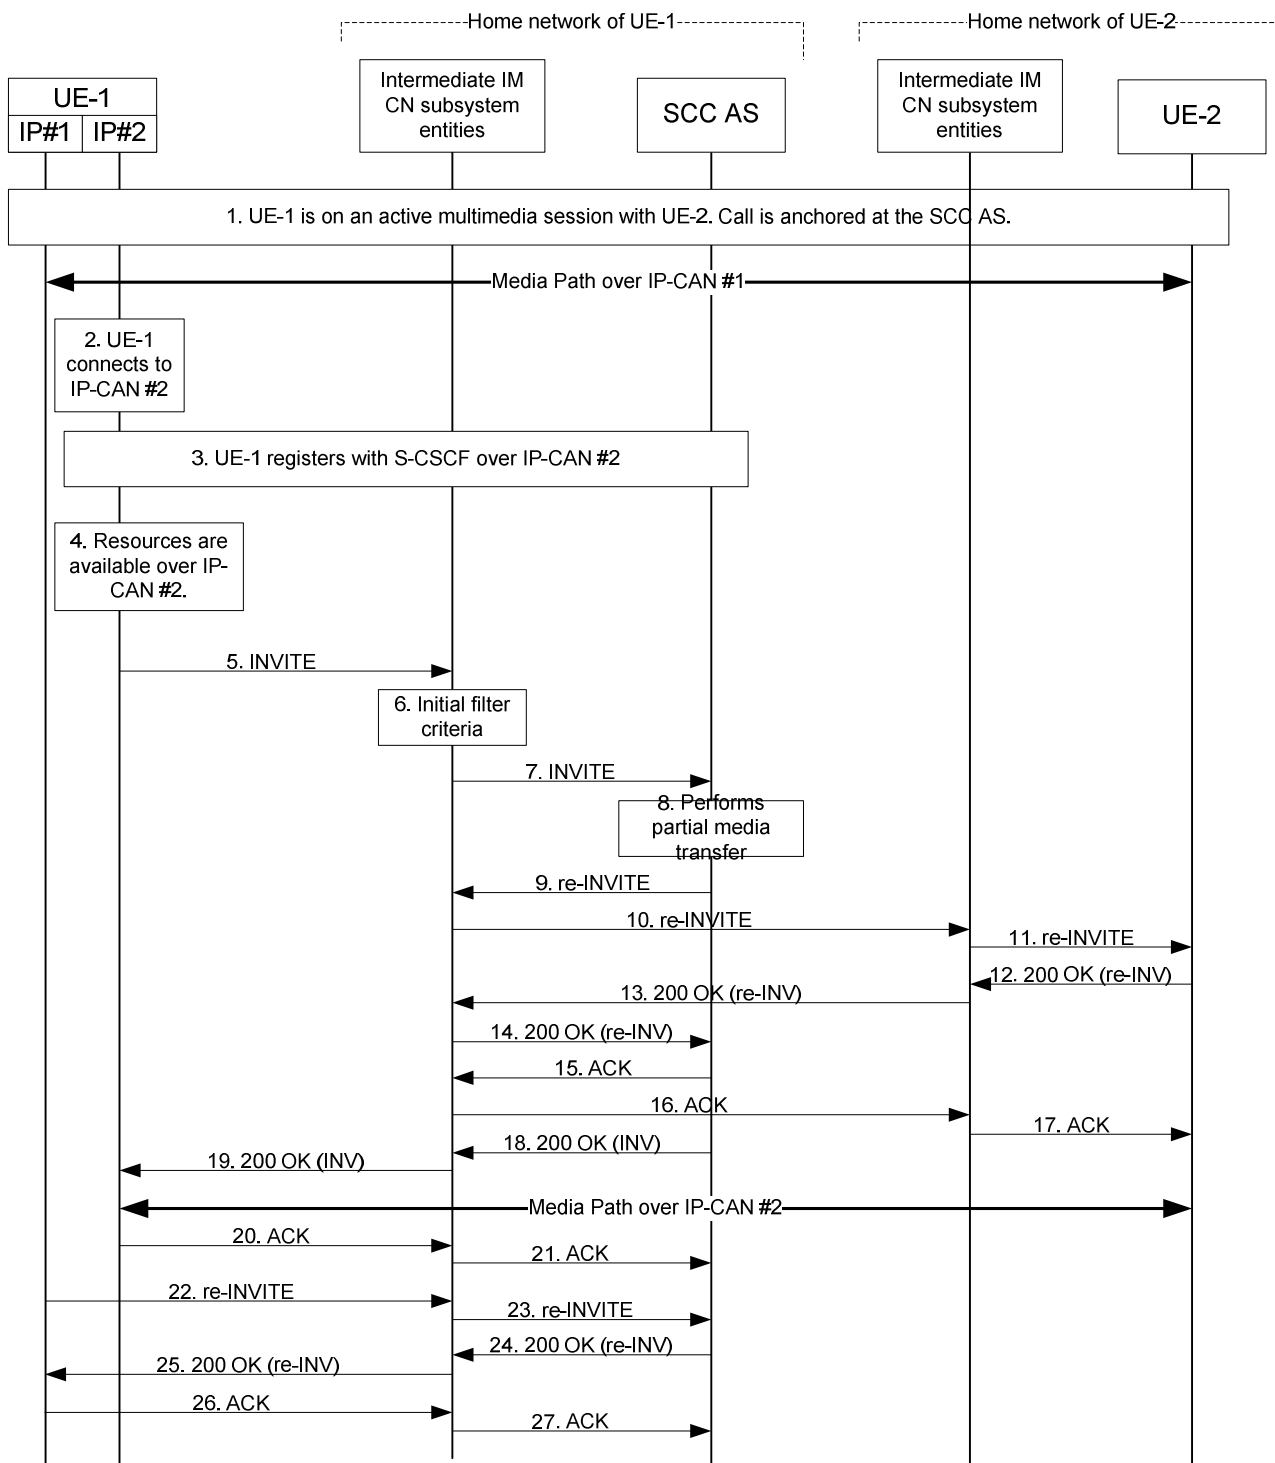 Home network of UE-1
Home network of UE-2
UE-1
IP#1
IP#2
Intermediate IM
CN subsystem
entities
SCC AS
Intermediate IM
CN subsystem
entities
UE-2
1. UE-1 is on an active multimedia session with UE-2. Call is anchored at the SCC AS.
Media Path over IP-CAN #1
2. UE-1
connects to
IP-CAN #2
3. UE-1 registers with S-CSCF over IP-CAN #2
4. Resources are
available over IP-
CAN #2.
5. INVITE
6. Initial filter
criteria
7. INVITE
8. Performs
partial media
transfer
9. re-INVITE
10. re-INVITE
11. re-INVITE
12. 200 OK (re-INV)
13. 200 OK (re-INV)
14. 200 OK (re-INV)
15. ACK
16. ACK
17. ACK
18. 200 OK (INV)
19. 200 OK (INV)
Media Path over IP-CAN #2
20. ACK
21. ACK
22. re-INVITE
23. re-INVITE
24. 200 OK (re-INV)
25. 200 OK (re-INV)
26. ACK
27. ACK